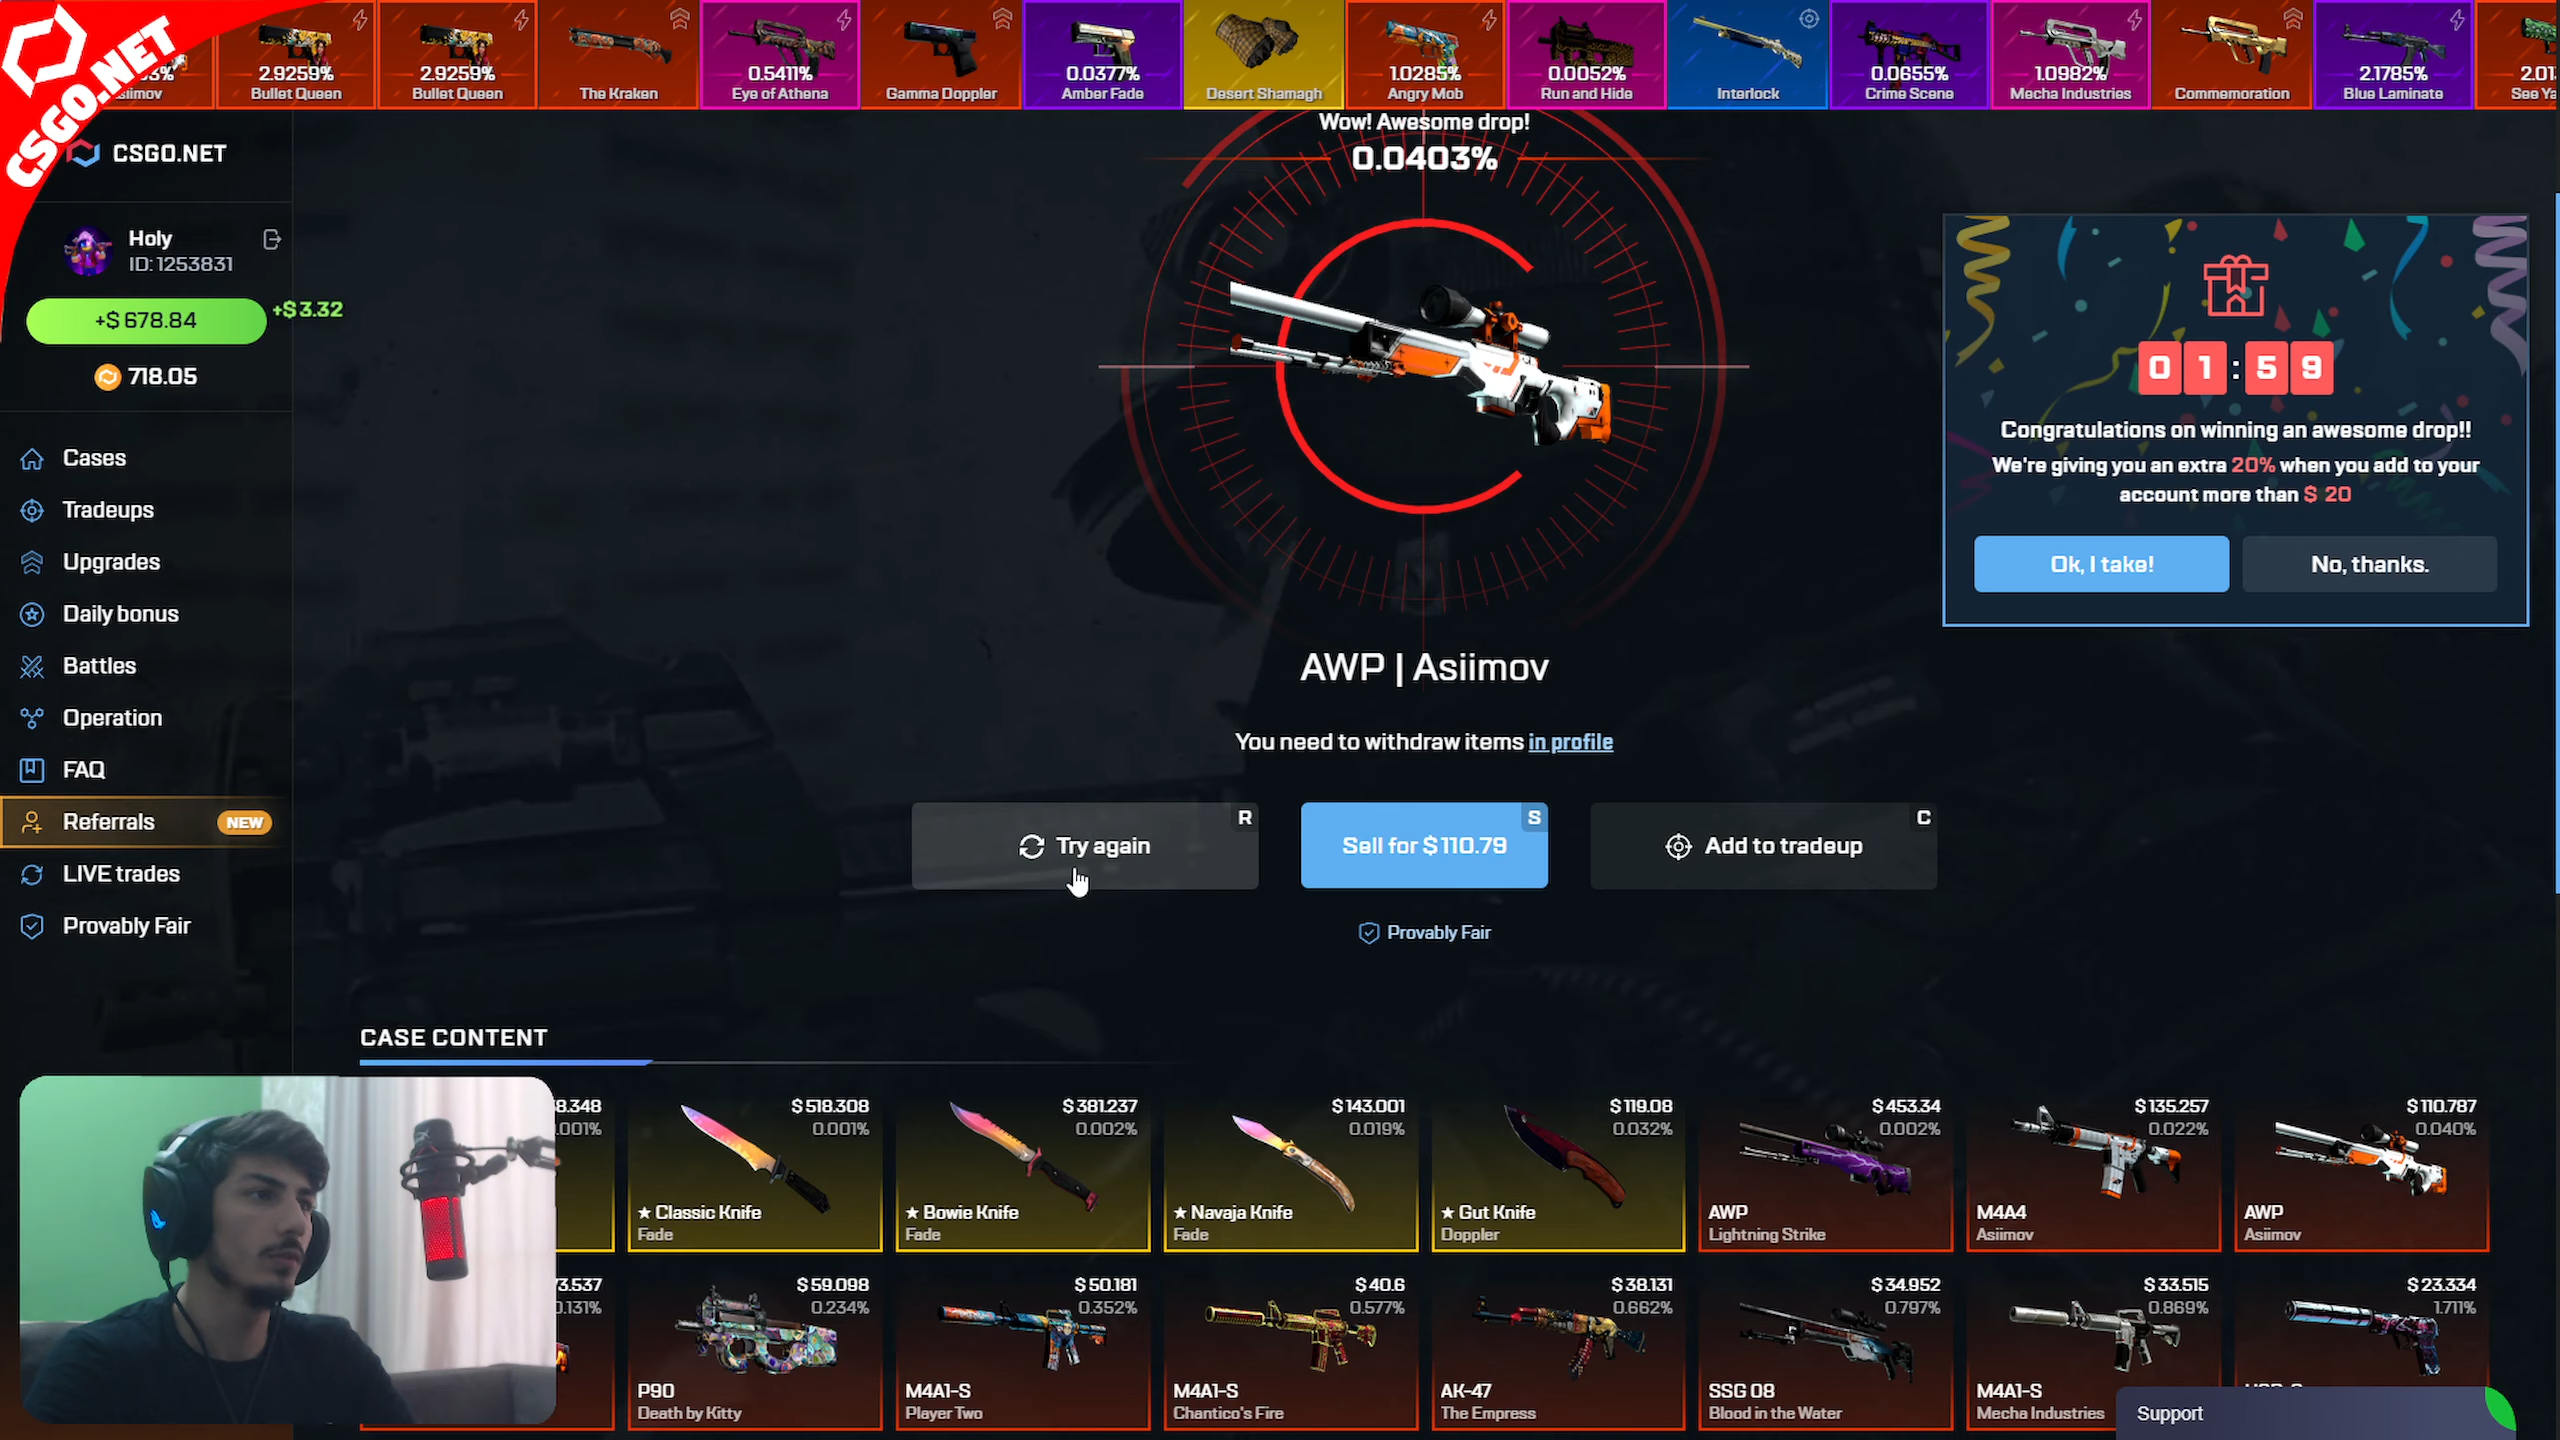 CSGO.NET
CSGO.NET
2.9259%
Bullet Queen
2.9259%
Bullet Queen
The Kraken
0.5411%
Eye of Athena
Gamma Doppler
0.0377%
Amber Fade
Desert Shamagh
1.0285%
Angry Mob
0.0052%
Run and Hide
Interlock
0.0655%
Crime Scene
1.0982%
Mecha Industries
Commemoration
2.1785%
Blue Laminate
CSGO.NET
Holy
ID: 1253831
+$ 678.84
+$ 3.32
718.05
Cases
Tradeups
Upgrades
Daily bonus
Battles
Operation
FAQ
Referrals NEW
LIVE trades
Provably Fair
Wow! Awesome drop!
0.0403%
AWP | Asiimov
You need to withdraw items in profile
Try again R
Sell for $ 110.79 S
Add to tradeup C
Provably Fair
01:59
Congratulations on winning an awesome drop!!
We're giving you an extra 20% when you add to your
account more than $ 20
Ok, I take!
No, thanks.
CASE CONTENT
8.348
.001%
$ 518.308
0.001%
★ Classic Knife
Fade
$ 381.237
0.002%
★ Bowie Knife
Fade
$ 143.001
0.019%
★ Navaja Knife
Fade
$ 119.08
0.032%
★ Gut Knife
Doppler
$ 453.34
0.002%
AWP
Lightning Strike
$ 135.257
0.022%
M4A4
Asiimov
$ 110.787
0.040%
AWP
Asiimov
73.537
0.131%
$ 59.098
0.234%
P90
Death by Kitty
$ 50.181
0.352%
M4A1-S
Player Two
$ 40.6
0.577%
M4A1-S
Chantico's Fire
$ 38.131
0.662%
AK-47
The Empress
$ 34.952
0.797%
SSG 08
Blood in the Water
$ 33.515
0.869%
M4A1-S
Mecha Industries
$ 23.334
1.711%
Support